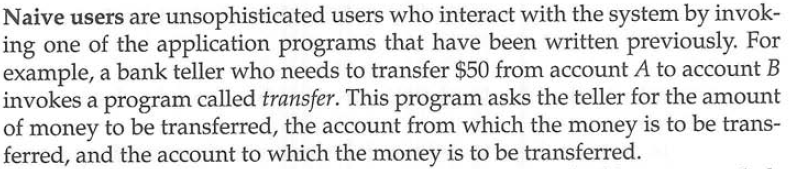 Naive users are unsophisticated users who interact with the system by invok-
ing one of the application programs that have been written previously. For
example, a bank teller who needs to transfer $50 from account A to account B
invokes a program called transfer. This program asks the teller for the amount
of money to be transferred, the account from which the money is to be trans-
ferred, and the account to which the money is to be transferred.